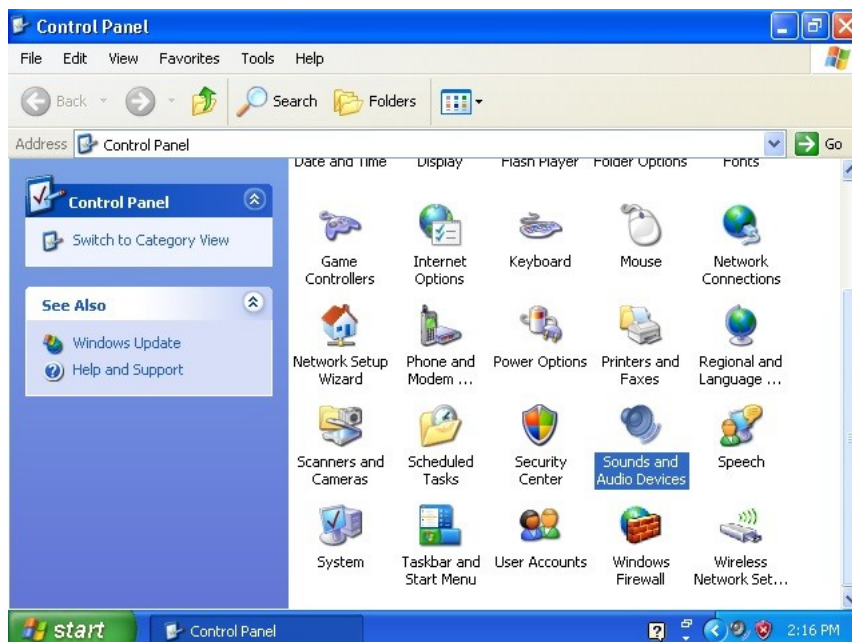 Control Panel
File Edit View Favorites Tools Help
Back Search Folders
Address Control Panel Go
Control Panel
Switch to Category View
See Also
Windows Update
Help and Support
Date and Time Display Flash Player Folder Options Fonts
Game Controllers Internet Options Keyboard Mouse Network Connections
Network Setup Wizard Phone and Modem ... Power Options Printers and Faxes Regional and Language ...
Scanners and Cameras Scheduled Tasks Security Center Sounds and Audio Devices Speech
System Taskbar and Start Menu User Accounts Windows Firewall Wireless Network Set...
start Control Panel 2:16 PM